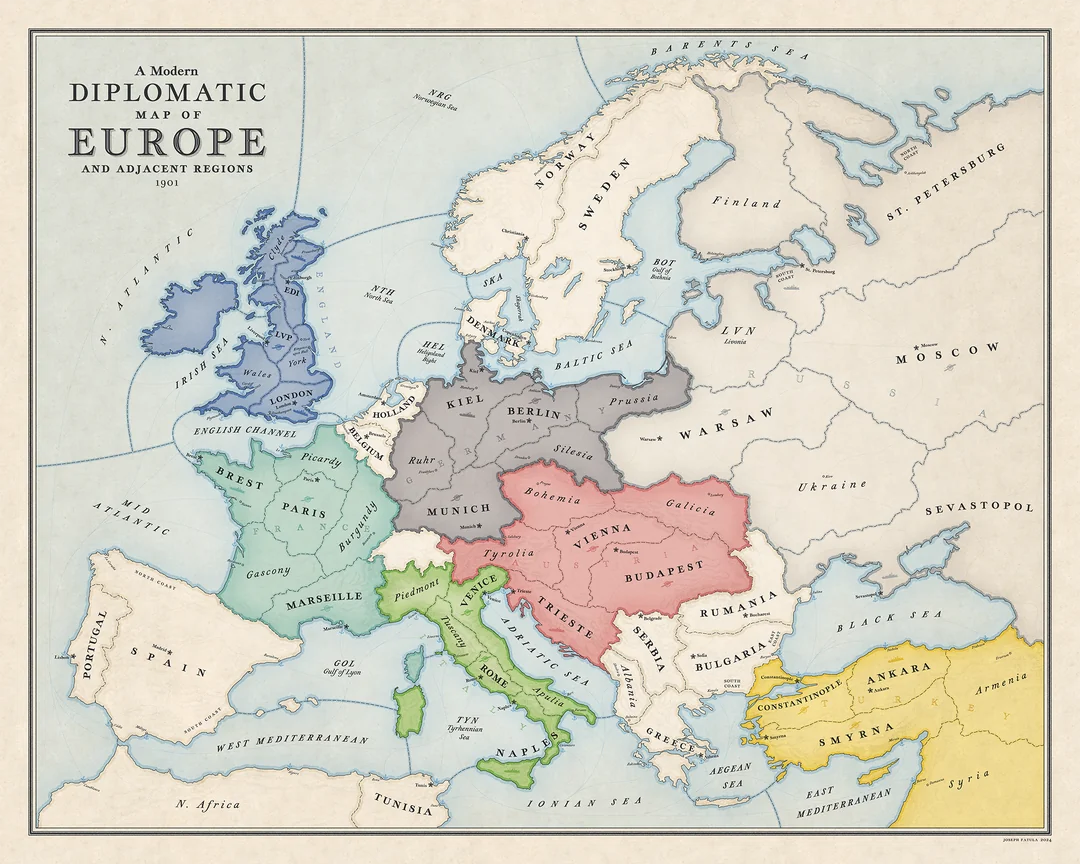 A Modern
DIPLOMATIC
MAP OF
EUROPE
AND ADJACENT REGIONS
1901
BARENTS SEA
NRG
Norwegian Sea
NORWAY
SWEDEN
Finland
NORTH
COAST
ST. PETERSBURG
N. ATLANTIC
Clyde
EDI
ENGLAND
LVP
York
Wales
LONDON
London
IRISH SEA
NTH
North Sea
Christiania
SKA
Skagerrak
Stockholm
BOT
Gulf of
Bothnia
SOUTH
COAST
St. Petersburg
LVN
Livonia
Moscow
MOSCOW
RUSSIA
DENMARK
HEL
Heligoland
Bight
BALTIC SEA
Kiel
KIEL
BERLIN
Berlin
Prussia
GERMANY
HOLLAND
BELGIUM
Brussels
Ruhr
Silesia
MUNICH
Munich
Warsaw
WARSAW
Ukraine
SEVASTOPOL
Sevastopol
ENGLISH CHANNEL
BREST
Picardy
Paris
PARIS
FRANCE
Burgundy
Gascony
MARSEILLE
Marseille
MID
ATLANTIC
Bohemia
Galicia
Vienna
VIENNA
Tyrolia
Budapest
BUDAPEST
AUSTRIA
TRIESTE
Trieste
Piedmont
VENICE
Tuscany
ROME
Apulia
NAPLES
ADRIATIC SEA
NORTH COAST
PORTUGAL
Lisbon
Madrid
SPAIN
SOUTH COAST
GOL
Gulf of Lyon
WEST MEDITERRANEAN
TYN
Tyrrhenian
Sea
N. Africa
Tunis
TUNISIA
IONIAN SEA
SERBIA
Albania
GREECE
RUMANIA
Bucharest
Sofia
BULGARIA
EAST
COAST
SOUTH
COAST
BLACK SEA
Constantinople
CONSTANTINOPLE
ANKARA
Ankara
TURKEY
Armenia
Smyrna
SMYRNA
Syria
AEGEAN
SEA
EAST
MEDITERRANEAN
JOSEPH FATULA 2024